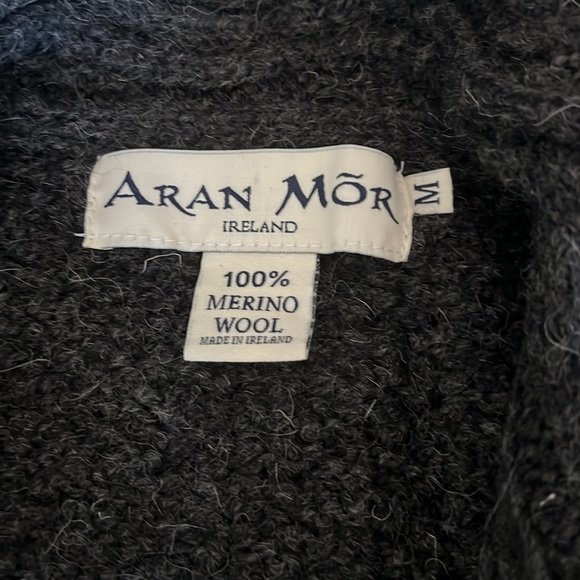 ARAN MÕR
IRELAND
M
100%
MERINO
WOOL
MADE IN IRELAND